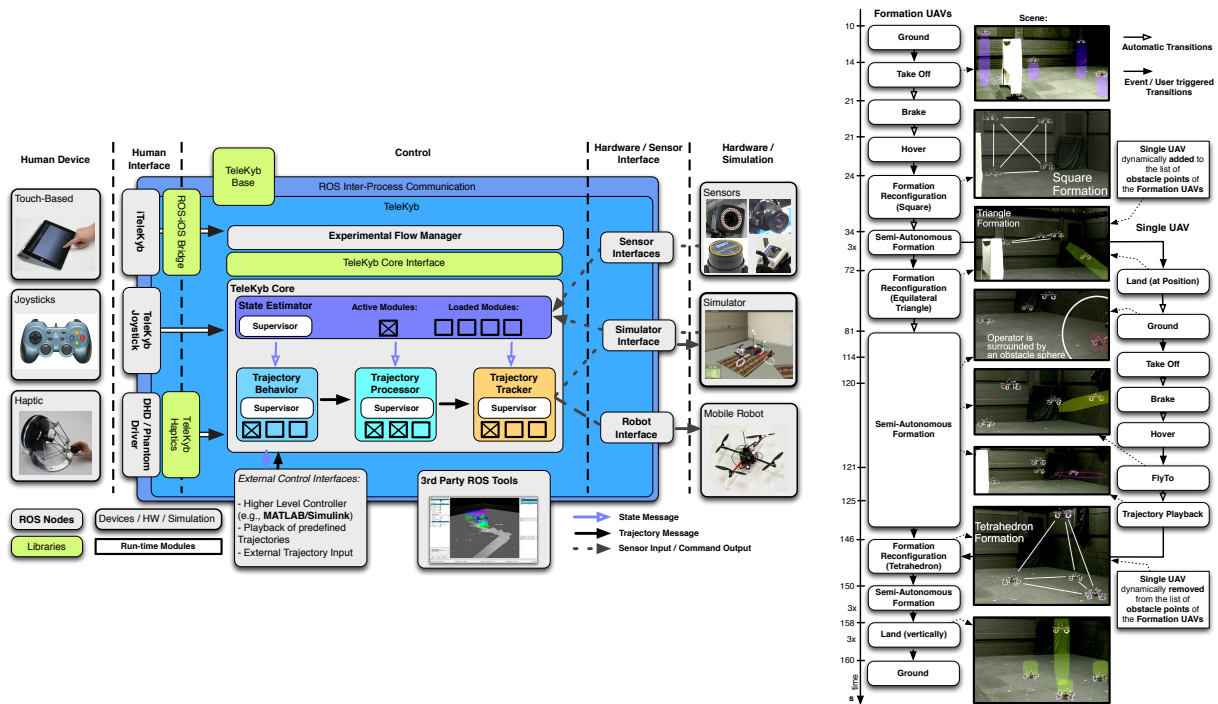 Human Device
Human
Interface
Control
Hardware / Sensor
Interface
Hardware /
Simulation
TeleKyb
Base
ROS Inter-Process Communication
TeleKyb
Touch-Based
iTeleKyb
ROS-iOS Bridge
Experimental Flow Manager
TeleKyb Core Interface
Sensor
Interfaces
Sensors
TeleKyb Core
State Estimator
Active Modules:
Loaded Modules:
Supervisor
Joysticks
TeleKyb
Joystick
Simulator
Interface
Simulator
Trajectory
Behavior
Supervisor
Trajectory
Processor
Supervisor
Trajectory
Tracker
Supervisor
Haptic
DHD / Phantom
Driver
TeleKyb
Haptics
Robot
Interface
Mobile Robot
External Control Interfaces:
- Higher Level Controller
(e.g., MATLAB/Simulink)
- Playback of predefined
Trajectories
- External Trajectory Input
3rd Party ROS Tools
ROS Nodes
Devices / HW / Simulation
Libraries
Run-time Modules
State Message
Trajectory Message
Sensor Input / Command Output
Formation UAVs
Scene:
Automatic Transitions
Event / User triggered
Transitions
10
Ground
14
Take Off
21
Brake
21
Hover
24
Formation
Reconfiguration
(Square)
Square
Formation
Single UAV
dynamically added to
the list of
obstacle points
of the Formation UAVs
34
3x
Semi-Autonomous
Formation
Triangle
Formation
Single UAV
72
Formation
Reconfiguration
(Equilateral
Triangle)
Land (at Position)
81
Operator is
surrounded by
an obstacle sphere
Ground
114
Take Off
120
Brake
Semi-Autonomous
Formation
Hover
121
FlyTo
125
Trajectory Playback
146
Formation
Reconfiguration
(Tetrahedron)
Tetrahedron
Formation
150
3x
Semi-Autonomous
Formation
Single UAV
dynamically removed
from the list of
obstacle points
of the Formation UAVs
158
3x
Land (vertically)
160
Ground
time
s